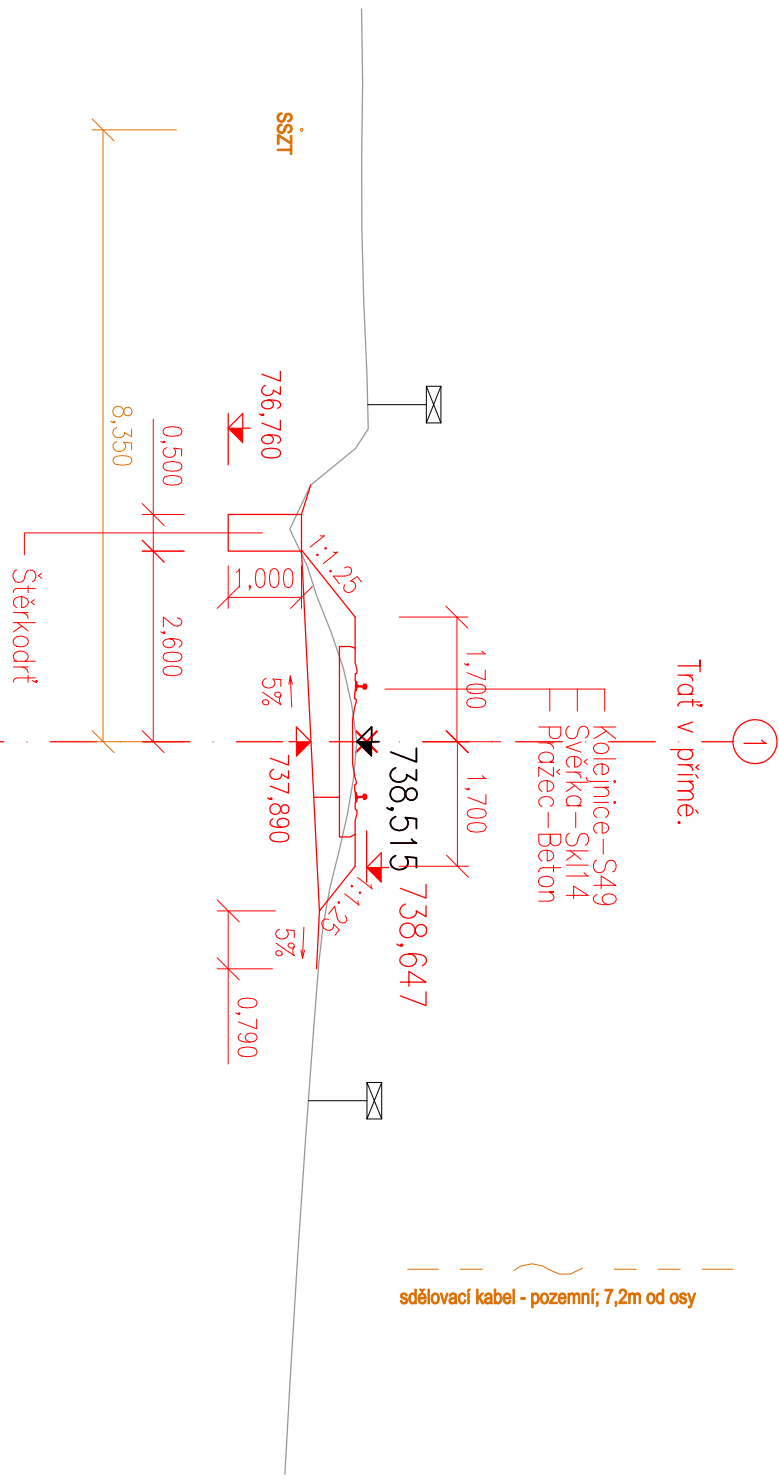 1
Trať v přímé.
Kolejnice-S49
Svěrka-Skl14
Pražec-Beton
1,700
1,700
738,647
738,515
1:1.25
1:1.25
5%
5%
737,890
736,760
1,000
0,790
0,500
2,600
8,350
Štěrkodrť
SSZT
sdělovací kabel - pozemní; 7,2m od osy